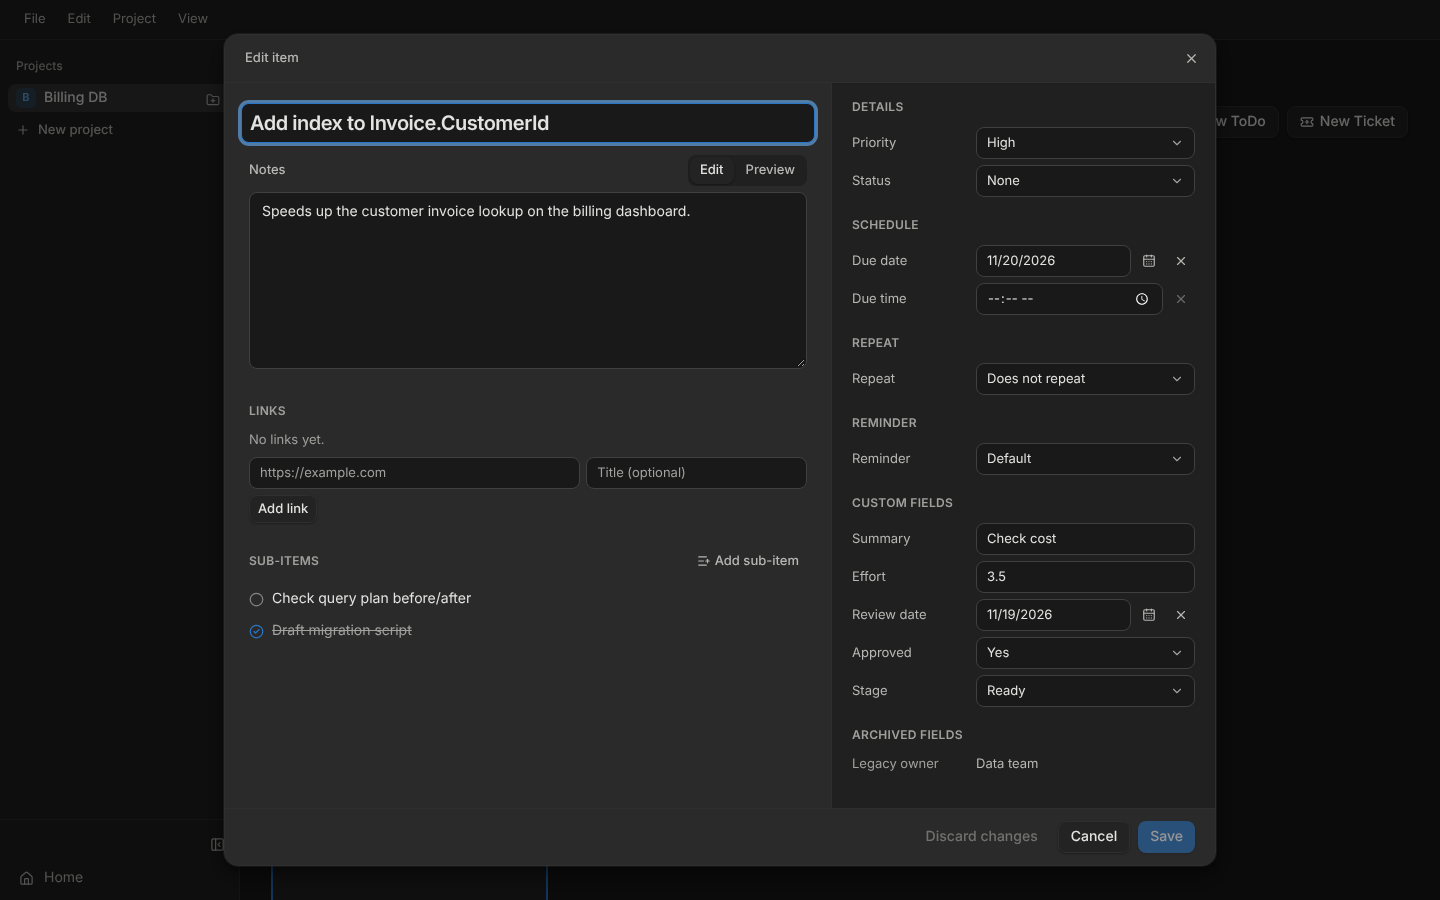 File Edit Project View
Projects
B Billing DB
New project
Home
ToDo
New Ticket
Edit item
Add index to Invoice.CustomerId
Notes
Edit Preview
Speeds up the customer invoice lookup on the billing dashboard.
LINKS
No links yet.
https://example.com Title (optional)
Add link
SUB-ITEMS Add sub-item
Check query plan before/after
Draft migration script
DETAILS
Priority High
Status None
SCHEDULE
Due date 11/20/2026
Due time --:-- --
REPEAT
Repeat Does not repeat
REMINDER
Reminder Default
CUSTOM FIELDS
Summary Check cost
Effort 3.5
Review date 11/19/2026
Approved Yes
Stage Ready
ARCHIVED FIELDS
Legacy owner Data team
Discard changes Cancel Save